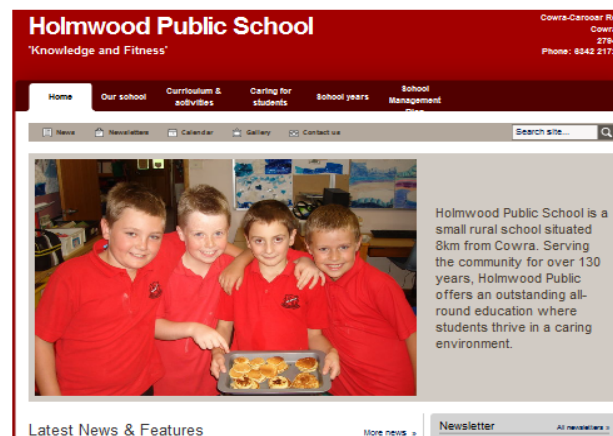 Holmwood Public School
'Knowledge and Fitness'
Cowra-Carcoar R
Cowra
Phone: 6342 217
Home
Our school
Curriculum & activities
Caring for students
School years
School Management Plan
News
Newsletters
Calendar
Gallery
Contact us
Search site...
Holmwood Public School is a
small rural school situated
8km from Cowra. Serving
the community for over 130
years, Holmwood Public
offers an outstanding all-
round education where
students thrive in a caring
environment.
Latest News & Features
More news »
Newsletter
All newsletters »